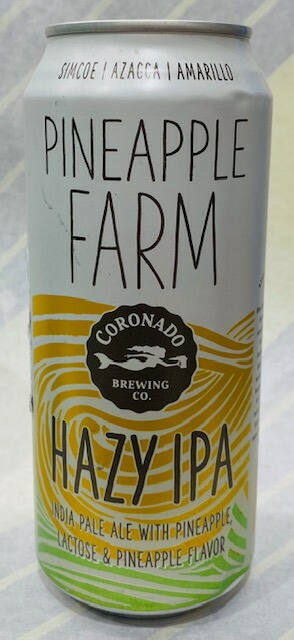 SIMCOE | AZACCA | AMARILLO
PINEAPPLE
FARM
CORONADO
BREWING
CO.
HAZY IPA
INDIA PALE ALE WITH PINEAPPLE,
LACTOSE & PINEAPPLE FLAVOR